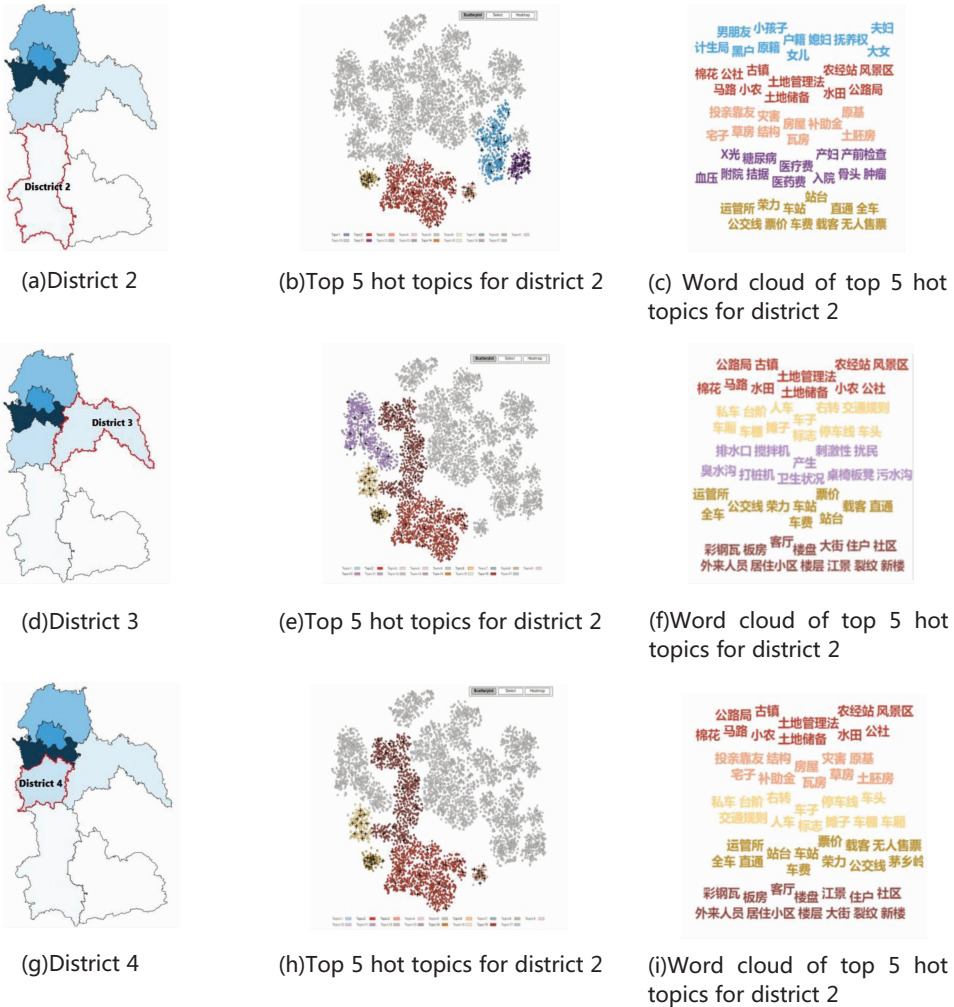 Scatterplot Select Heatmap
Disctrict 2
男朋友 小孩子 户籍 媳妇 抚养权 夫妇
计生局 黑户 原籍 女儿 大女
棉花 公社 古镇 土地管理法 农经站 风景区
马路 小农 土地储备 水田 公路局
投亲靠友 灾害 房屋 补助金 原基
宅子 草房 结构 瓦房 土胚房
X光 糖尿病 医疗费 产妇 产前检查
血压 附院 拮据 医药费 入院 骨头 肿瘤
运管所 荣力 车站 站台 直通 全车
公交线 票价 车费 载客 无人售票
(a)District 2
(b)Top 5 hot topics for district 2
(c) Word cloud of top 5 hot
topics for district 2
Scatterplot Select Heatmap
District 3
公路局 古镇 土地管理法 农经站 风景区
棉花 马路 水田 土地储备 小农 公社
私车 台阶 人车 车子 右转 交通规则
车厢 车棚 摊子 标志 停车线 车头
排水口 搅拌机 产生 刺激性 扰民
臭水沟 打桩机 卫生状况 桌椅板凳 污水沟
运管所 公交线 荣力 车站 票价 载客 直通
全车 车费 站台
彩钢瓦 板房 客厅 楼盘 大街 住户 社区
外来人员 居住小区 楼层 江景 裂纹 新楼
(d)District 3
(e)Top 5 hot topics for district 2
(f)Word cloud of top 5 hot
topics for district 2
Scatterplot Select Heatmap
District 4
公路局 古镇 土地管理法 农经站 风景区
棉花 马路 小农 土地储备 水田 公社
投亲靠友 结构 房屋 灾害 原基
宅子 补助金 瓦房 草房 土胚房
私车 台阶 右转 车子 停车线 车头
交通规则 人车 标志 摊子 车棚 车厢
运管所 站台 车站 票价 载客 无人售票
全车 直通 车费 荣力 公交线 茅乡岭
彩钢瓦 板房 客厅 楼盘 江景 住户 社区
外来人员 居住小区 楼层 大街 裂纹 新楼
(g)District 4
(h)Top 5 hot topics for district 2
(i)Word cloud of top 5 hot
topics for district 2